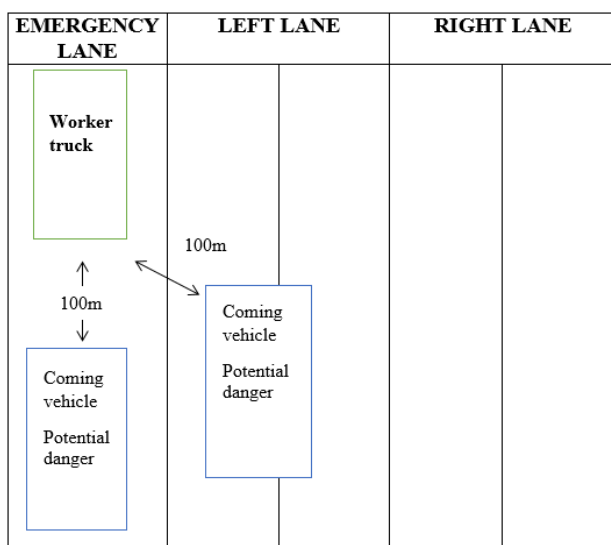 EMERGENCY
LANE
LEFT LANE
RIGHT LANE
Worker
truck
100m
100m
Coming
vehicle
Potential
danger
Coming
vehicle
Potential
danger